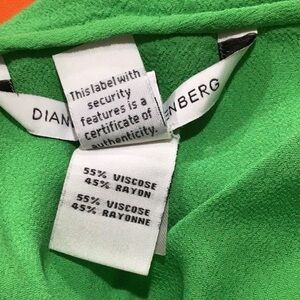 This label with
security
features is a
certificate of
authenticity.
DIAN
ENBERG
55% VISCOSE
45% RAYON
55% VISCOSE
45% RAYONNE